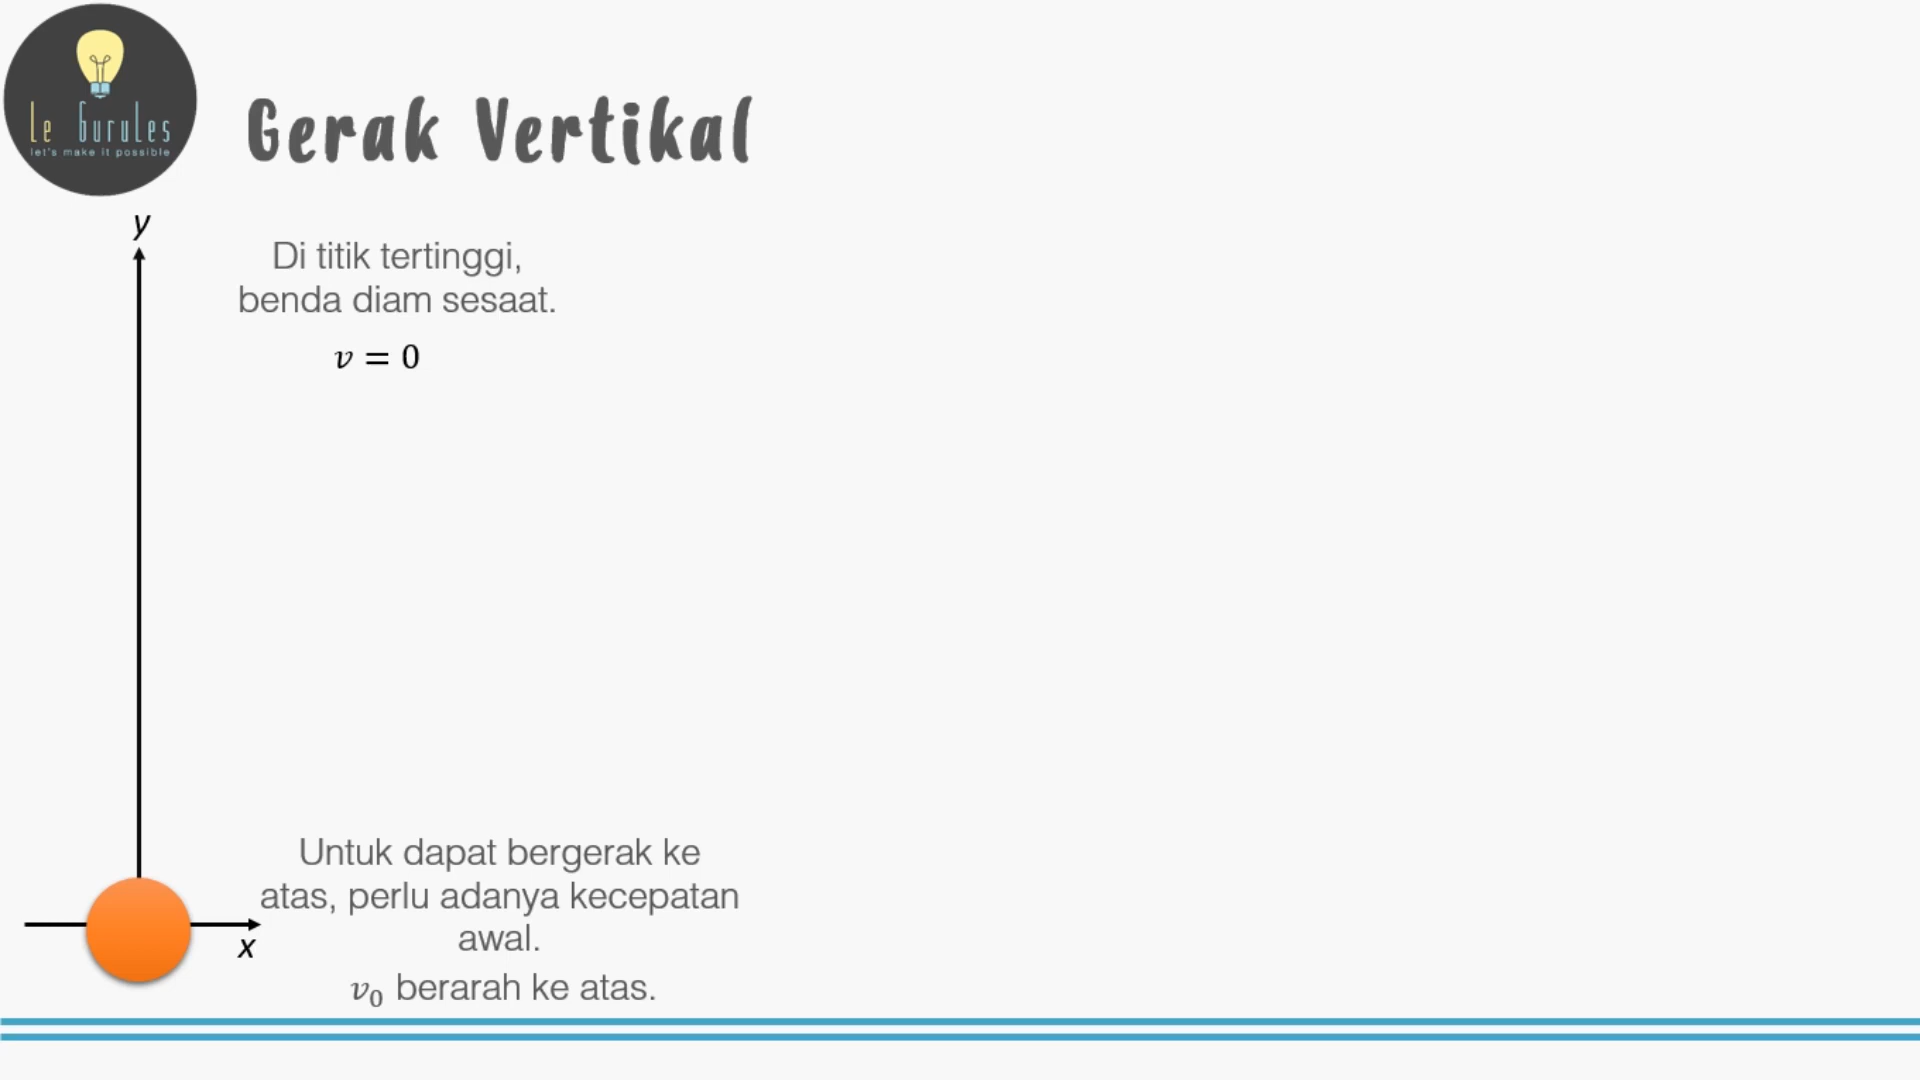 Le Gurules
let's make it possible
Gerak Vertikal
y
Di titik tertinggi,
benda diam sesaat.
v = 0
Untuk dapat bergerak ke
atas, perlu adanya kecepatan
awal.
x
v₀ berarah ke atas.